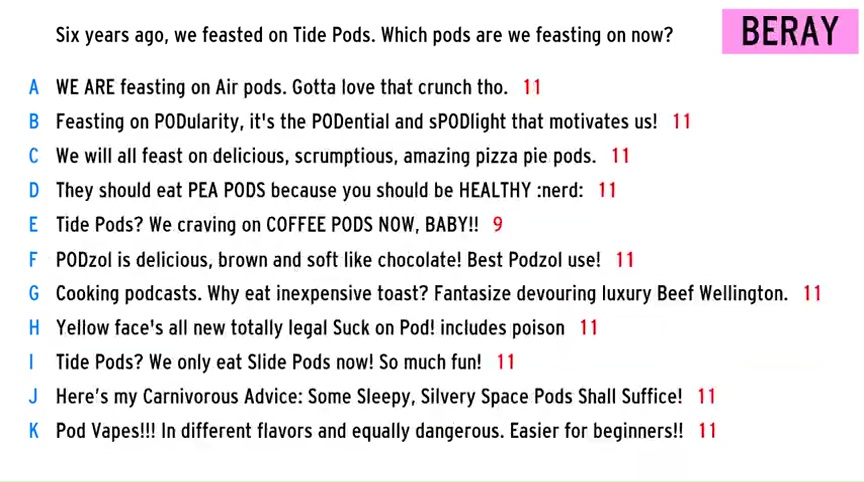 Six years ago, we feasted on Tide Pods. Which pods are we feasting on now?
BERAY
A WE ARE feasting on Air pods. Gotta love that crunch tho. 11
B Feasting on PODularity, it's the PODential and sPODlight that motivates us! 11
C We will all feast on delicious, scrumptious, amazing pizza pie pods. 11
D They should eat PEA PODS because you should be HEALTHY :nerd: 11
E Tide Pods? We craving on COFFEE PODS NOW, BABY!! 9
F PODzol is delicious, brown and soft like chocolate! Best Podzol use! 11
G Cooking podcasts. Why eat inexpensive toast? Fantasize devouring luxury Beef Wellington. 11
H Yellow face's all new totally legal Suck on Pod! includes poison 11
I Tide Pods? We only eat Slide Pods now! So much fun! 11
J Here's my Carnivorous Advice: Some Sleepy, Silvery Space Pods Shall Suffice! 11
K Pod Vapes!!! In different flavors and equally dangerous. Easier for beginners!! 11